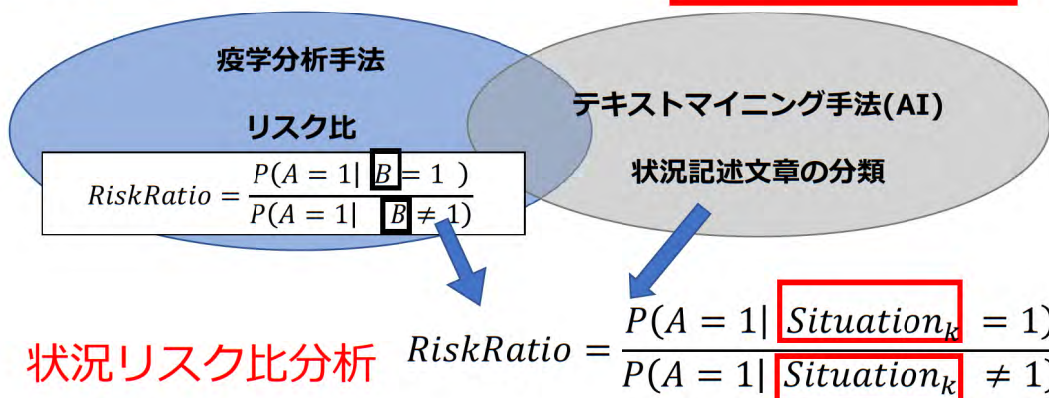 疫学分析手法
リスク比
RiskRatio = P(A = 1| B = 1 ) / P(A = 1| B ≠ 1)
テキストマイニング手法(AI)
状況記述文章の分類
状況リスク比分析
RiskRatio = P(A = 1| Situation_k = 1) / P(A = 1| Situation_k ≠ 1)